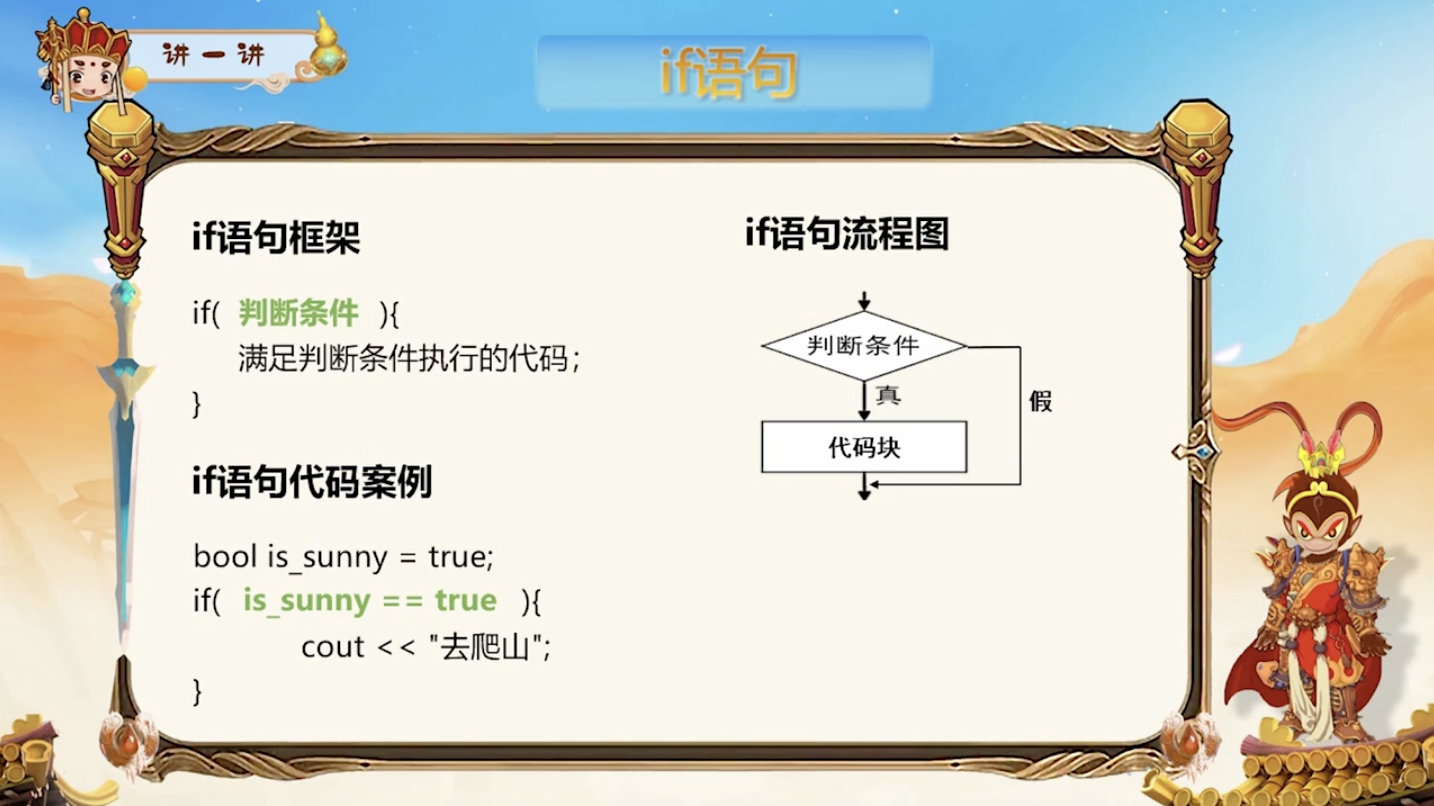 讲一讲
if语句
if语句框架
if( 判断条件 ){
满足判断条件执行的代码;
}
if语句代码案例
bool is_sunny = true;
if( is_sunny == true ){
cout << "去爬山";
}
if语句流程图
判断条件
真
假
代码块